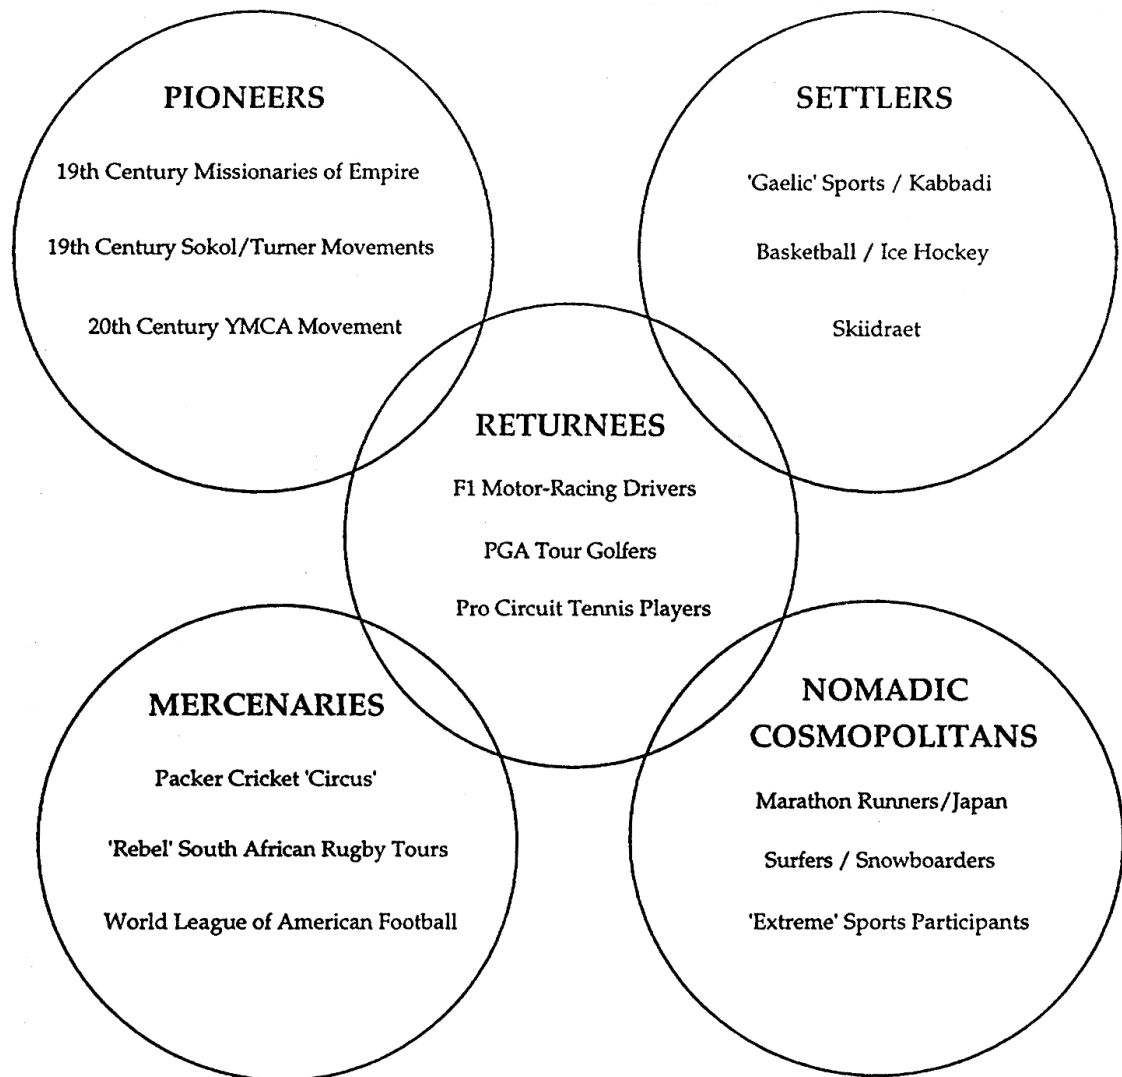 PIONEERS
19th Century Missionaries of Empire
19th Century Sokol/Turner Movements
20th Century YMCA Movement
SETTLERS
'Gaelic' Sports / Kabbadi
Basketball / Ice Hockey
Skiidraet
RETURNEES
F1 Motor-Racing Drivers
PGA Tour Golfers
Pro Circuit Tennis Players
MERCENARIES
Packer Cricket 'Circus'
'Rebel' South African Rugby Tours
World League of American Football
NOMADIC
COSMOPOLITANS
Marathon Runners/Japan
Surfers / Snowboarders
'Extreme' Sports Participants